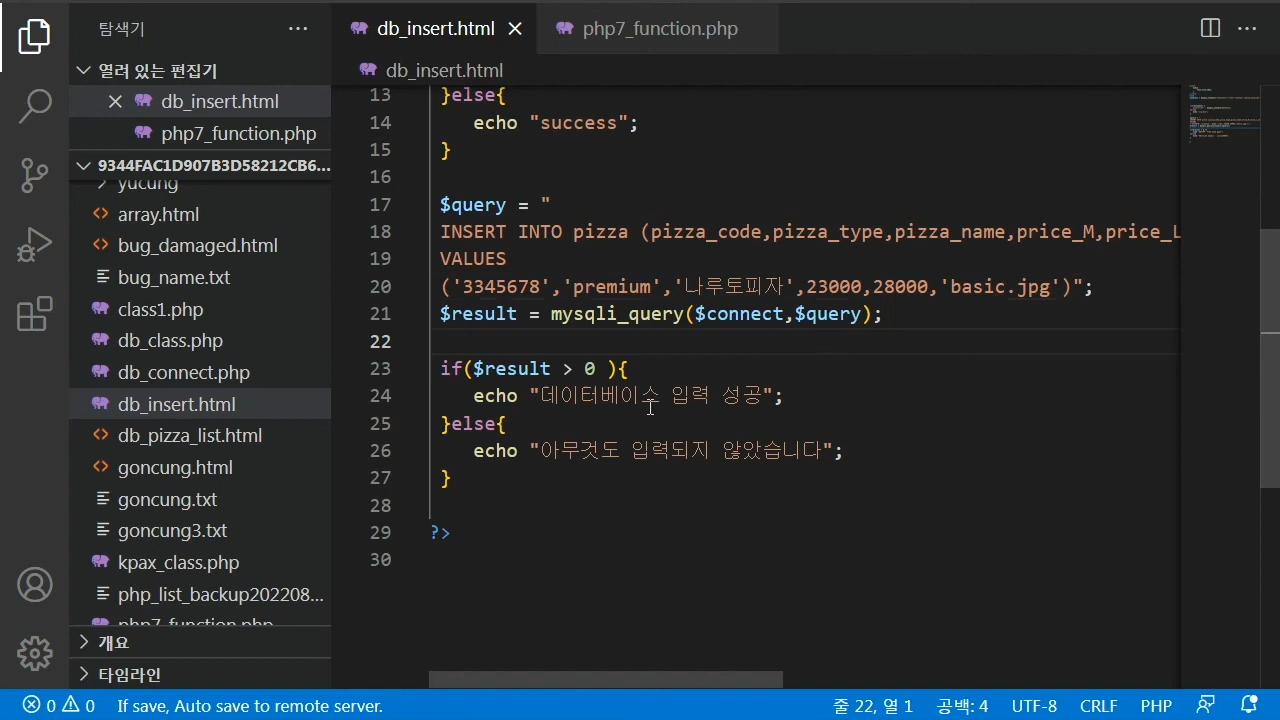 탐색기
db_insert.html
php7_function.php
열려 있는 편집기
db_insert.html
db_insert.html
php7_function.php
9344FAC1D907B3D58212CB6...
yucung
array.html
bug_damaged.html
bug_name.txt
class1.php
db_class.php
db_connect.php
db_insert.html
db_pizza_list.html
goncung.html
goncung.txt
goncung3.txt
kpax_class.php
php_list_backup202208...
php7_function.php
개요
타임라인
13 }else{
14 echo "success";
15 }
16
17 $query = "
18 INSERT INTO pizza (pizza_code,pizza_type,pizza_name,price_M,price_L
19 VALUES
20 ('3345678','premium','나루토피자',23000,28000,'basic.jpg')";
21 $result = mysqli_query($connect,$query);
22
23 if($result > 0 ){
24 echo "데이터베이소 입력 성공";
25 }else{
26 echo "아무것도 입력되지 않았습니다";
27 }
28
29 ?>
30
0 0 If save, Auto save to remote server.
줄 22, 열 1 공백: 4 UTF-8 CRLF PHP